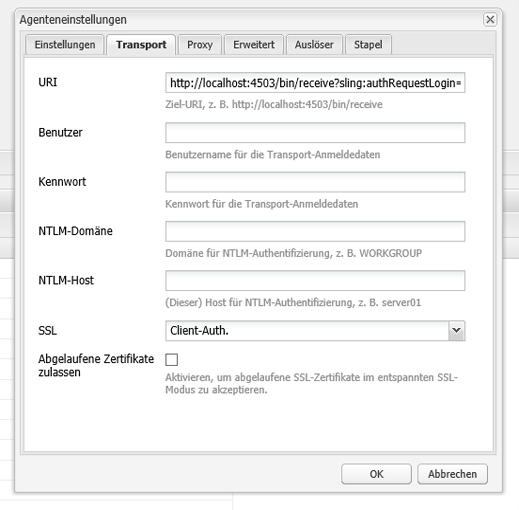 Agenteneinstellungen
Einstellungen Transport Proxy Erweitert Auslöser Stapel
URI http://localhost:4503/bin/receive?sling:authRequestLogin=
Ziel-URI, z. B. http://localhost:4503/bin/receive
Benutzer
Benutzername für die Transport-Anmeldedaten
Kennwort
Kennwort für die Transport-Anmeldedaten
NTLM-Domäne
Domäne für NTLM-Authentifizierung, z. B. WORKGROUP
NTLM-Host
(Dieser) Host für NTLM-Authentifizierung, z. B. server01
SSL Client-Auth.
Abgelaufene Zertifikate
zulassen
Aktivieren, um abgelaufene SSL-Zertifikate im entspannten SSL-
Modus zu akzeptieren.
OK Abbrechen